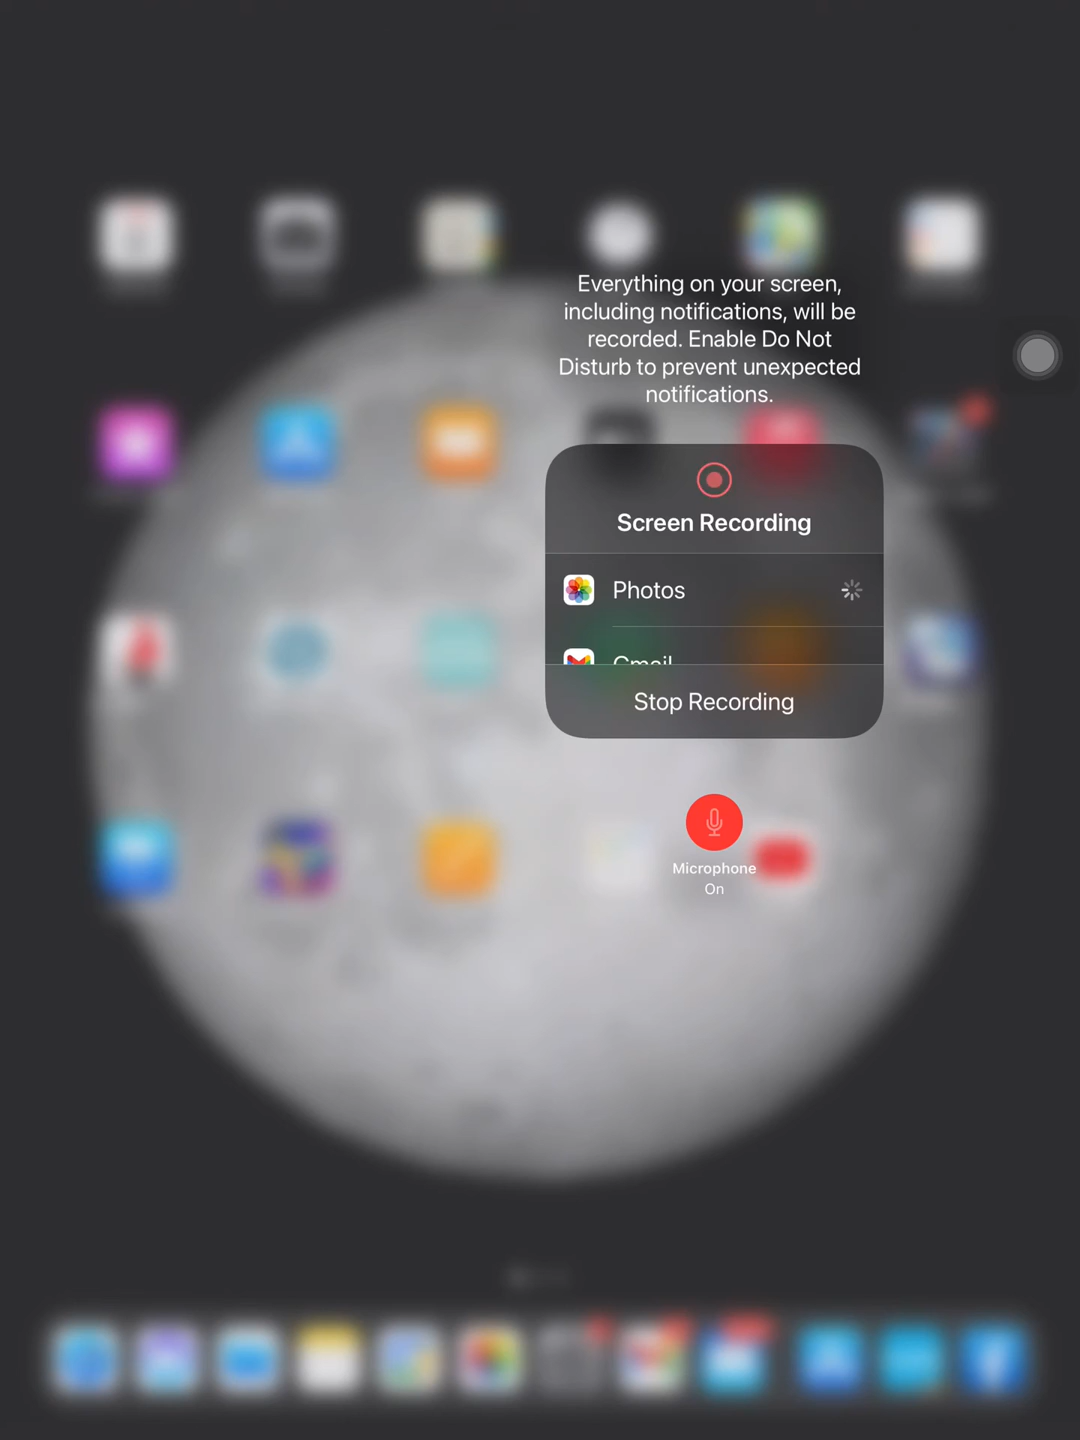 Everything on your screen,
including notifications, will be
recorded. Enable Do Not
Disturb to prevent unexpected
notifications.
Screen Recording
Photos
Gmail
Stop Recording
Microphone
On